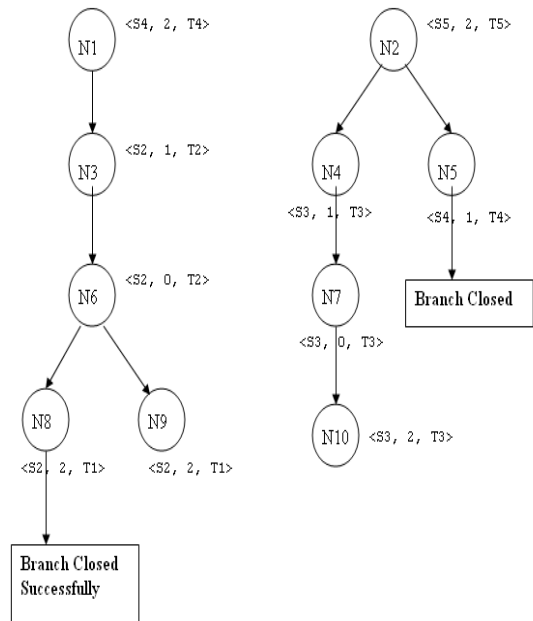 N1 <S4, 2, T4>
N3 <S2, 1, T2>
N6 <S2, 0, T2>
N8 N9
<S2, 2, T1> <S2, 2, T1>
Branch Closed
Successfully
N2 <S5, 2, T5>
N4 N5
<S3, 1, T3> <S4, 1, T4>
Branch Closed
N7
<S3, 0, T3>
N10 <S3, 2, T3>